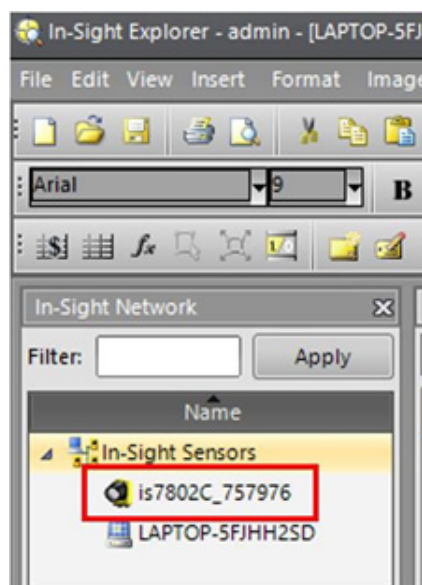 In-Sight Explorer - admin - [LAPTOP-5FJ
File Edit View Insert Format Imag
Arial 9 B
In-Sight Network
Filter: Apply
Name
In-Sight Sensors
is7802C_757976
LAPTOP-5FJHH2SD